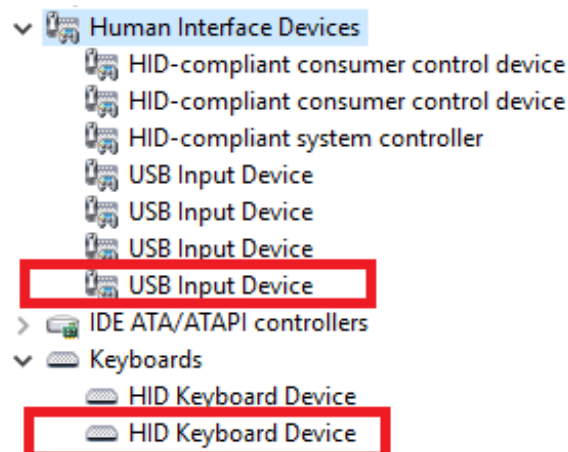 Human Interface Devices
HID-compliant consumer control device
HID-compliant consumer control device
HID-compliant system controller
USB Input Device
USB Input Device
USB Input Device
USB Input Device
IDE ATA/ATAPI controllers
Keyboards
HID Keyboard Device
HID Keyboard Device